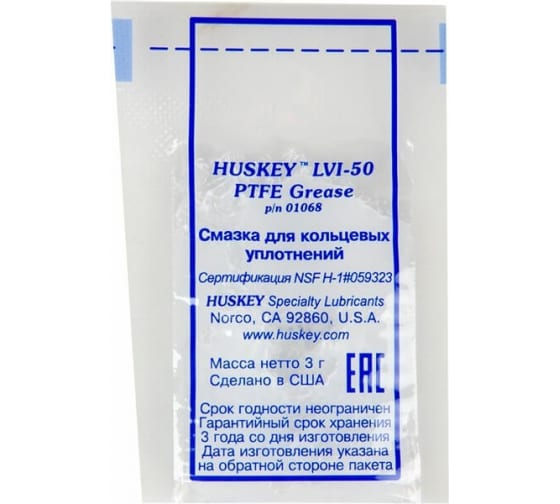 HUSKEY™ LVI-50
PTFE Grease
p/n 01068
Смазка для кольцевых
уплотнений
Сертификация NSF H-1#059323
HUSKEY Specialty Lubricants
Norco, CA 92860, U.S.A.
www.huskey.com
Масса нетто 3 г
Сделано в США
EAC
Срок годности неограничен
Гарантийный срок хранения
3 года со дня изготовления
Дата изготовления указана
на обратной стороне пакета